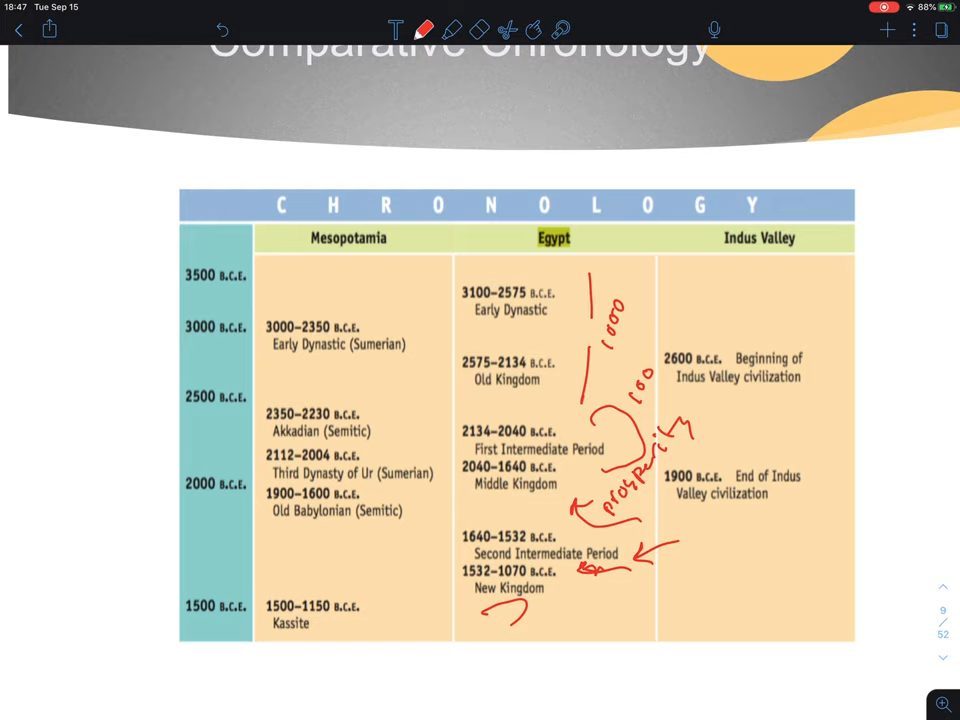 18:47 Tue Sep 15
88%
Comparative Chronology
CHRONOLOGY
Mesopotamia Egypt Indus Valley
3500 B.C.E.
3100–2575 B.C.E.
Early Dynastic
1000
3000 B.C.E.
3000–2350 B.C.E.
Early Dynastic (Sumerian)
2575–2134 B.C.E.
Old Kingdom
2600 B.C.E. Beginning of
Indus Valley civilization
100
2500 B.C.E.
2350–2230 B.C.E.
Akkadian (Semitic)
2134–2040 B.C.E.
First Intermediate Period
2112–2004 B.C.E.
Third Dynasty of Ur (Sumerian)
2040–1640 B.C.E.
Middle Kingdom
prosperity
1900 B.C.E. End of Indus
Valley civilization
2000 B.C.E.
1900–1600 B.C.E.
Old Babylonian (Semitic)
1640–1532 B.C.E.
Second Intermediate Period
1532–1070 B.C.E.
New Kingdom
1500 B.C.E.
1500–1150 B.C.E.
Kassite
9
/
52